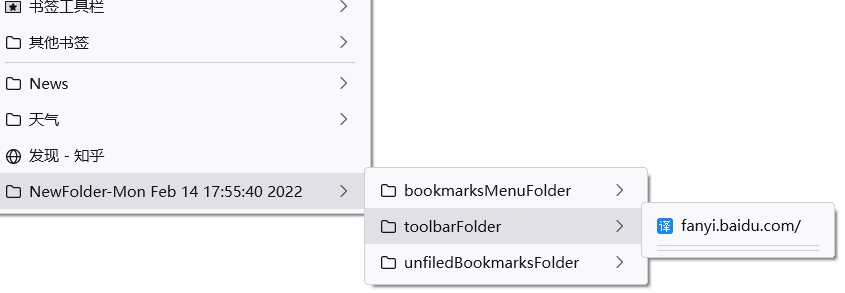 书签工具栏
其他书签
News
天气
发现 - 知乎
NewFolder-Mon Feb 14 17:55:40 2022
bookmarksMenuFolder
toolbarFolder
译 fanyi.baidu.com/
unfiledBookmarksFolder